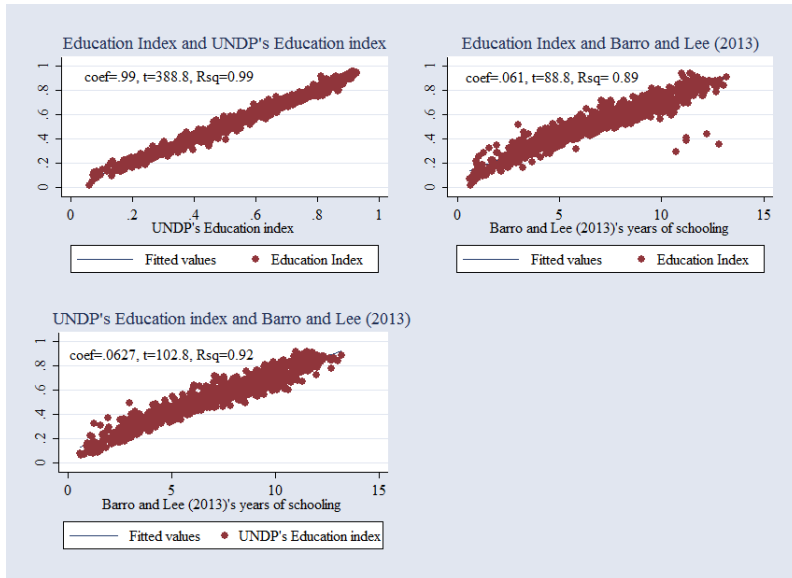 Education Index and UNDP's Education index
coef=.99, t=388.8, Rsq=0.99
0 .2 .4 .6 .8 1
0 .2 .4 .6 .8 1
UNDP's Education index
Fitted values Education Index
Education Index and Barro and Lee (2013)
coef=.061, t=88.8, Rsq= 0.89
0 .2 .4 .6 .8 1
0 5 10 15
Barro and Lee (2013)'s years of schooling
Fitted values Education Index
UNDP's Education index and Barro and Lee (2013)
coef=.0627, t=102.8, Rsq=0.92
0 .2 .4 .6 .8 1
0 5 10 15
Barro and Lee (2013)'s years of schooling
Fitted values UNDP's Education index